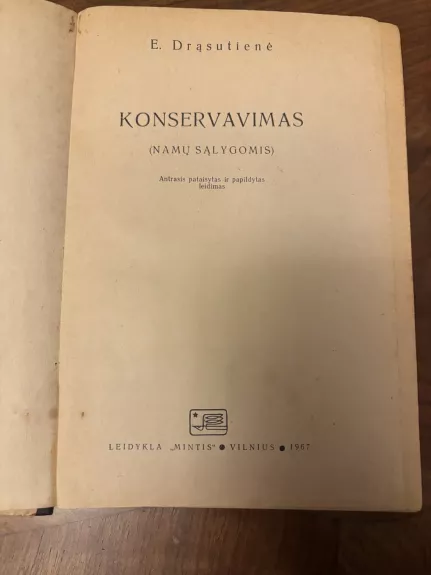 E. Drąsutienė
KONSERVAVIMAS
(NAMŲ SĄLYGOMIS)
Antrasis pataisytas ir papildytas
leidimas
LEIDYKLA „MINTIS“ ● VILNIUS ● 1967